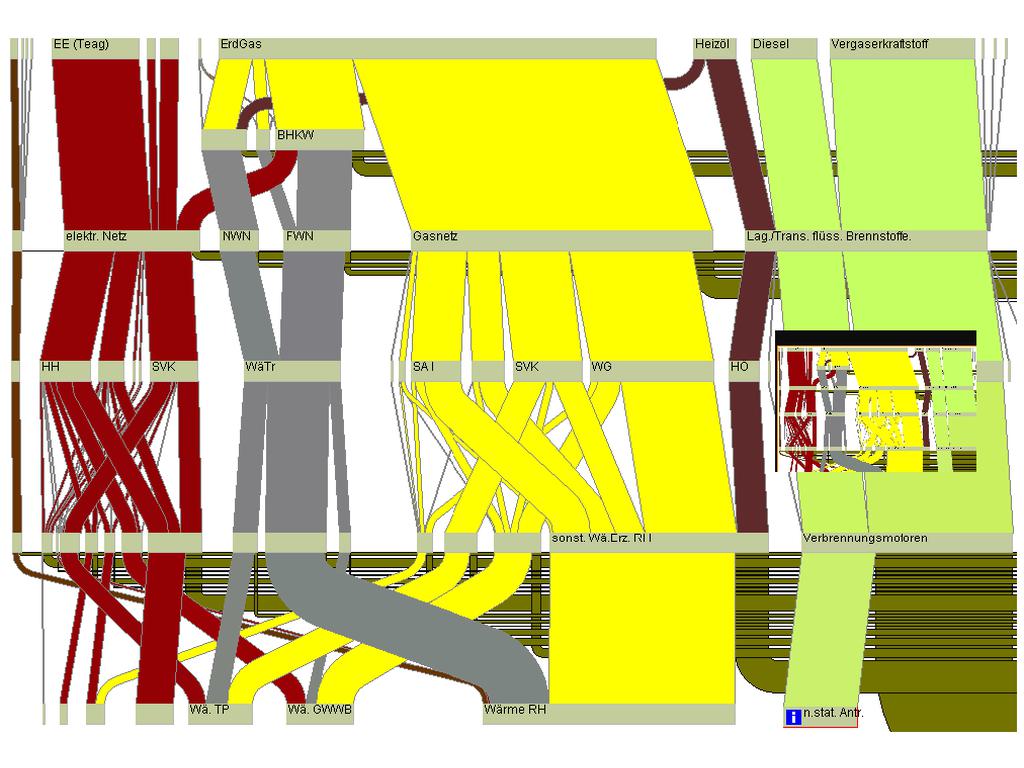 EE (Teag)
ErdGas
Heizöl
Diesel
Vergaserkraftstoff
BHKW
elektr. Netz
NWN
FWN
Gasnetz
Lag./Trans. flüss. Brennstoffe.
HH
SVK
WäTr
SA I
SVK
WG
HO
sonst. Wä.Erz. RH
Verbrennungsmotoren
Wä. TP
Wä. GWWB
Wärme RH
i n.stat. Antr.